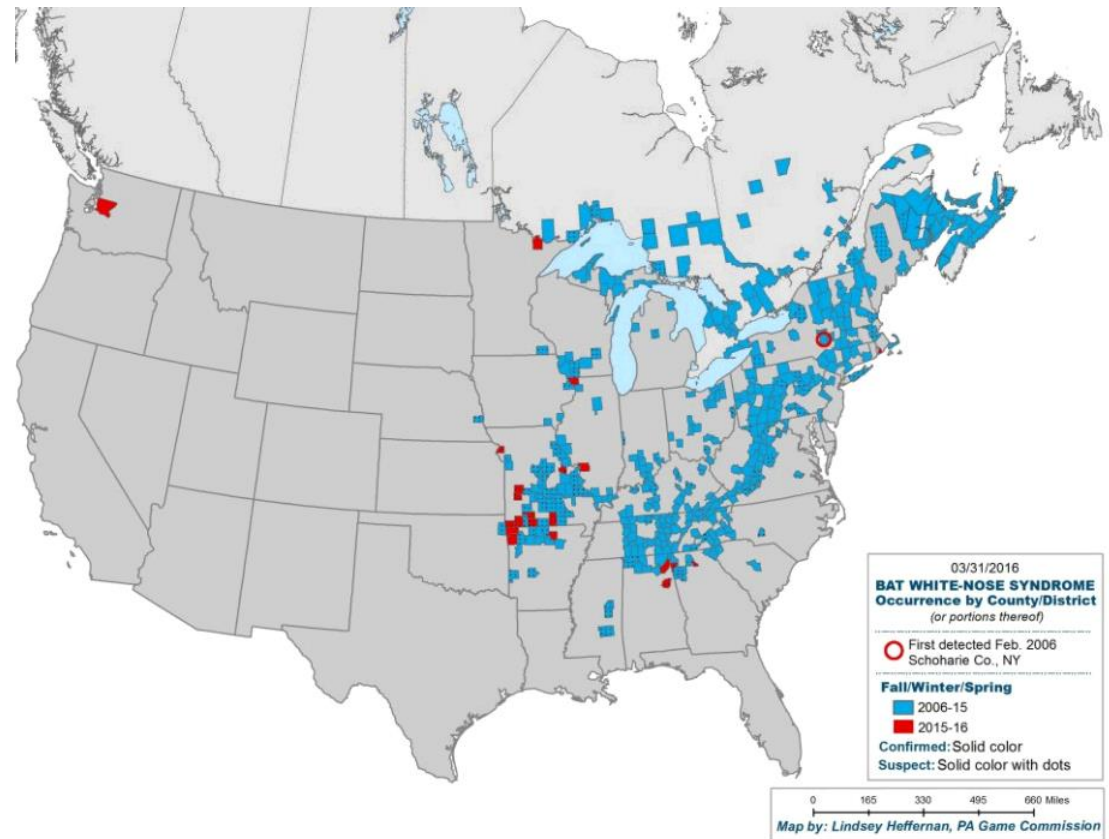 03/31/2016
BAT WHITE-NOSE SYNDROME
Occurrence by County/District
(or portions thereof)
First detected Feb. 2006
Schoharie Co., NY
Fall/Winter/Spring
2006-15
2015-16
Confirmed: Solid color
Suspect: Solid color with dots
0 165 330 495 660 Miles
Map by: Lindsey Heffernan, PA Game Commission